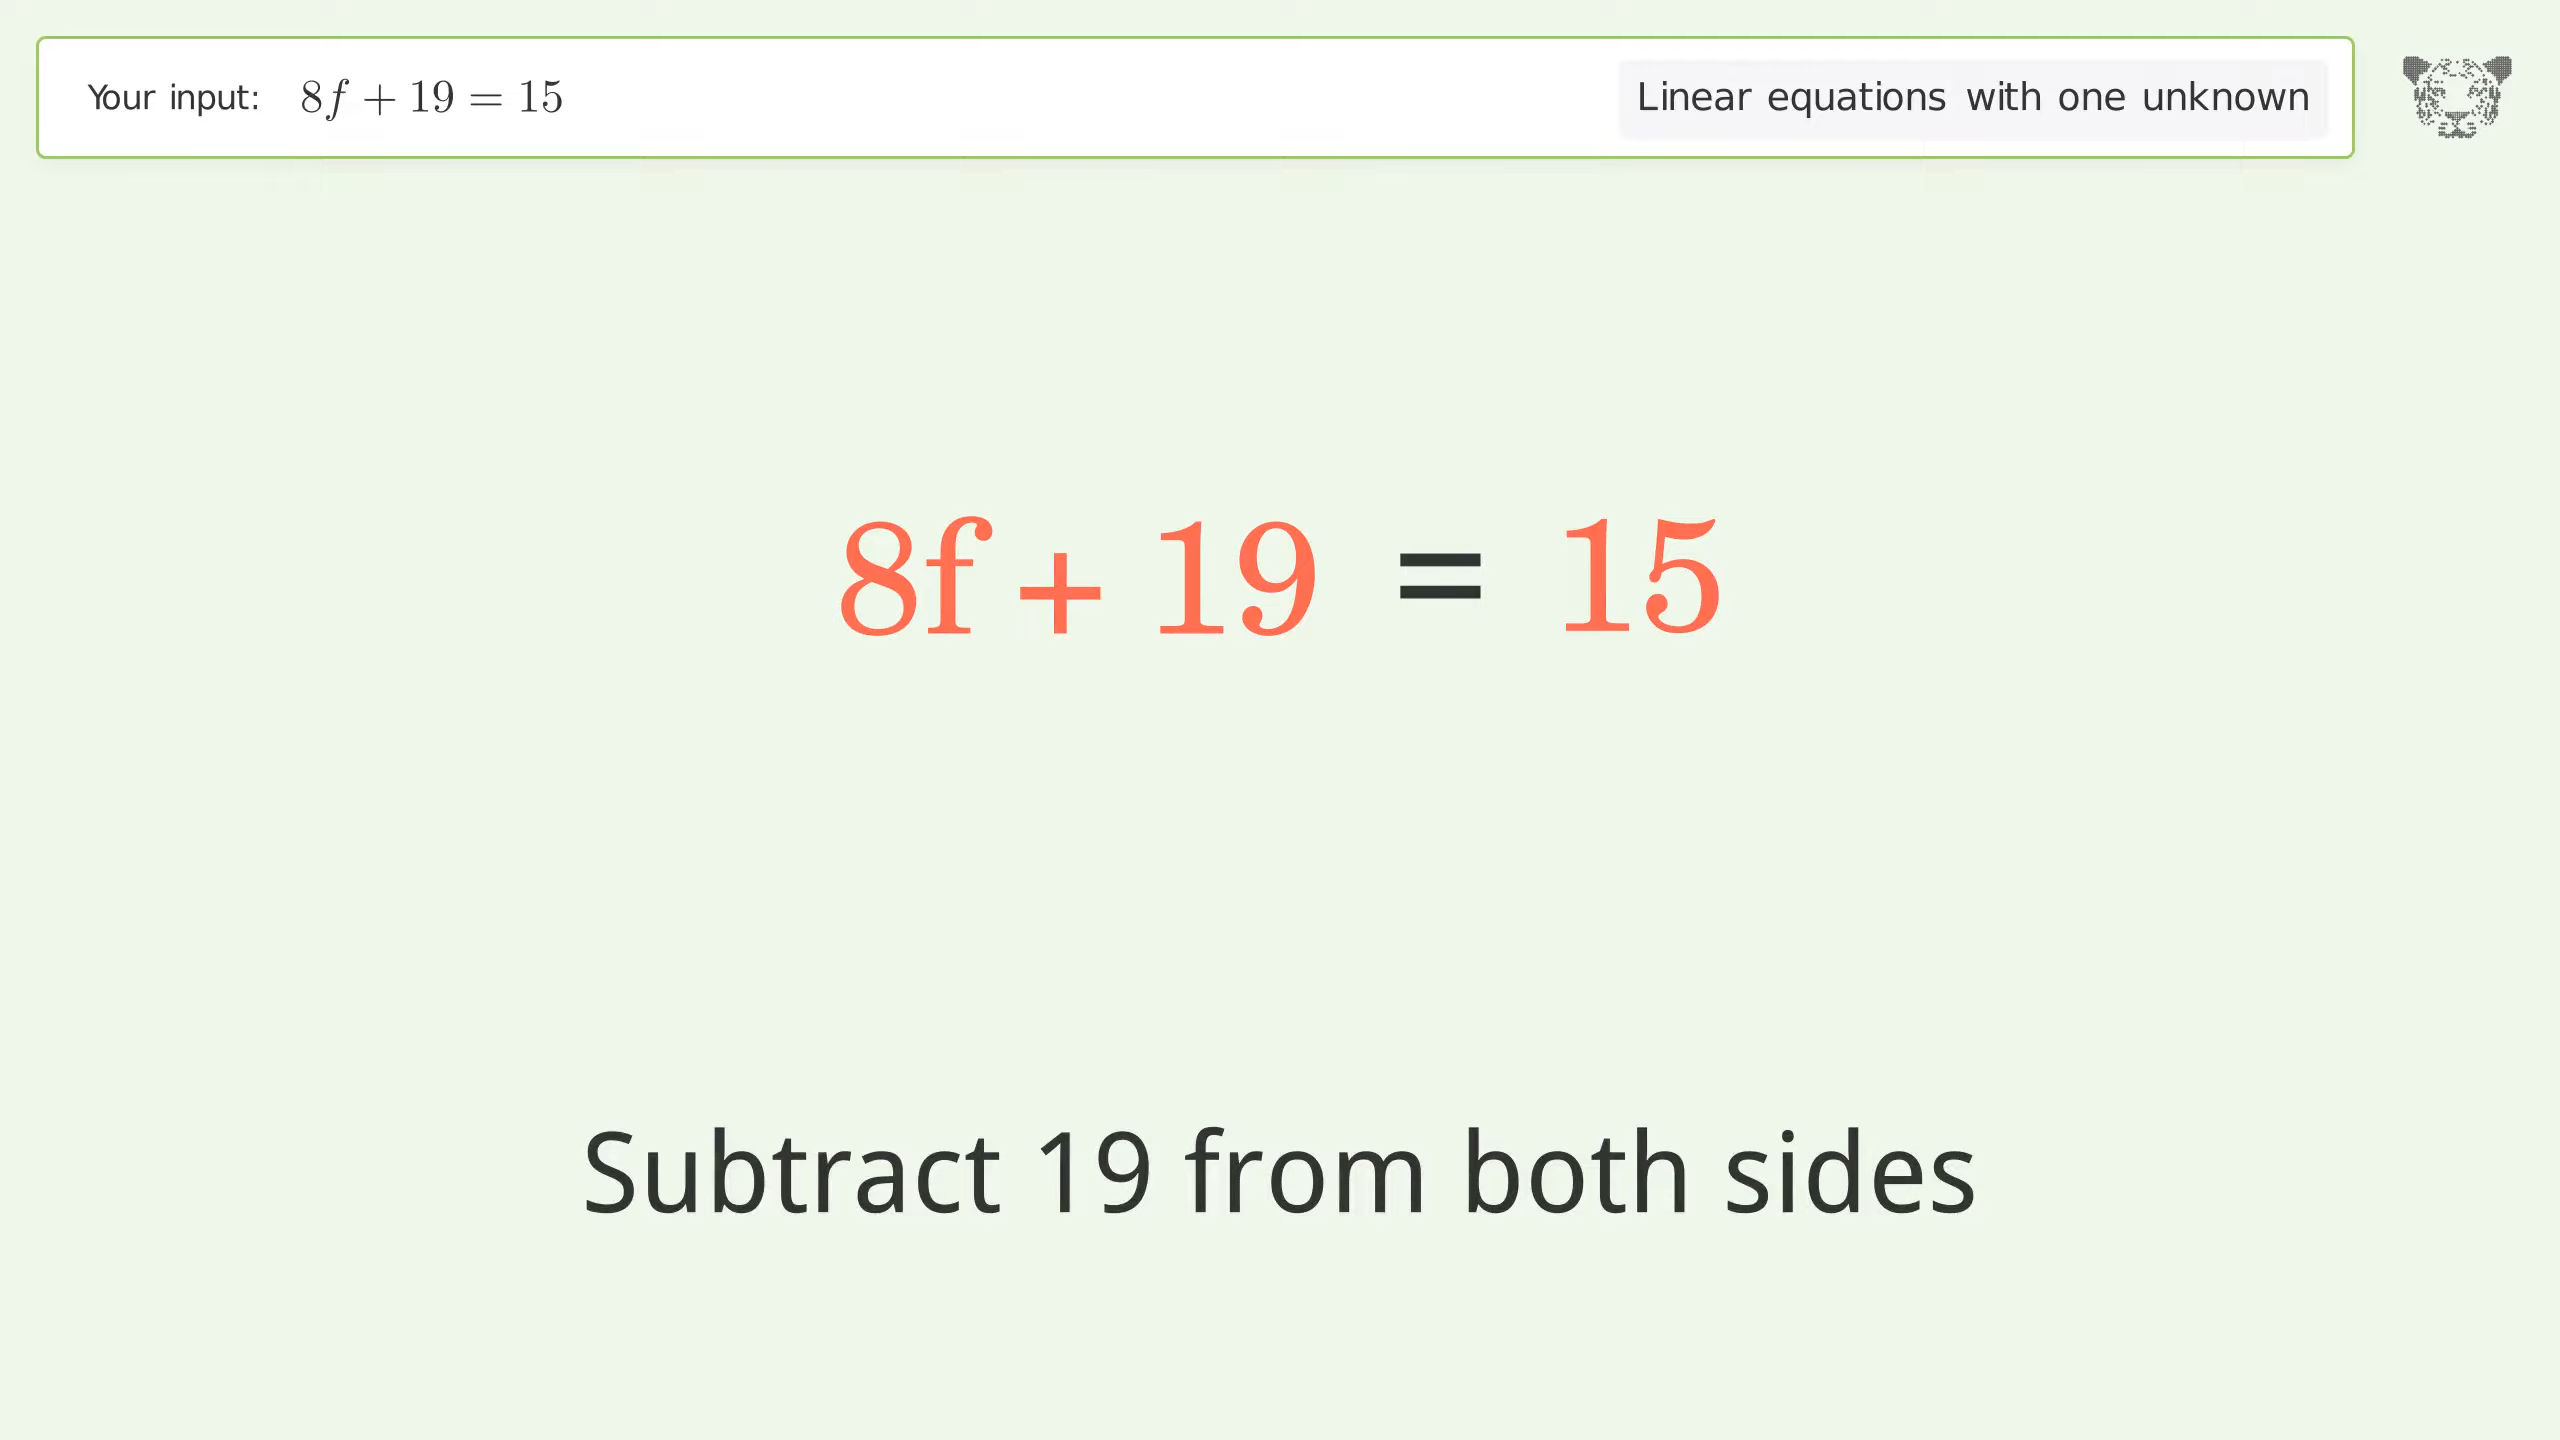 Your input: 8f + 19 = 15 Linear equations with one unknown
8f + 19 = 15
Subtract 19 from both sides